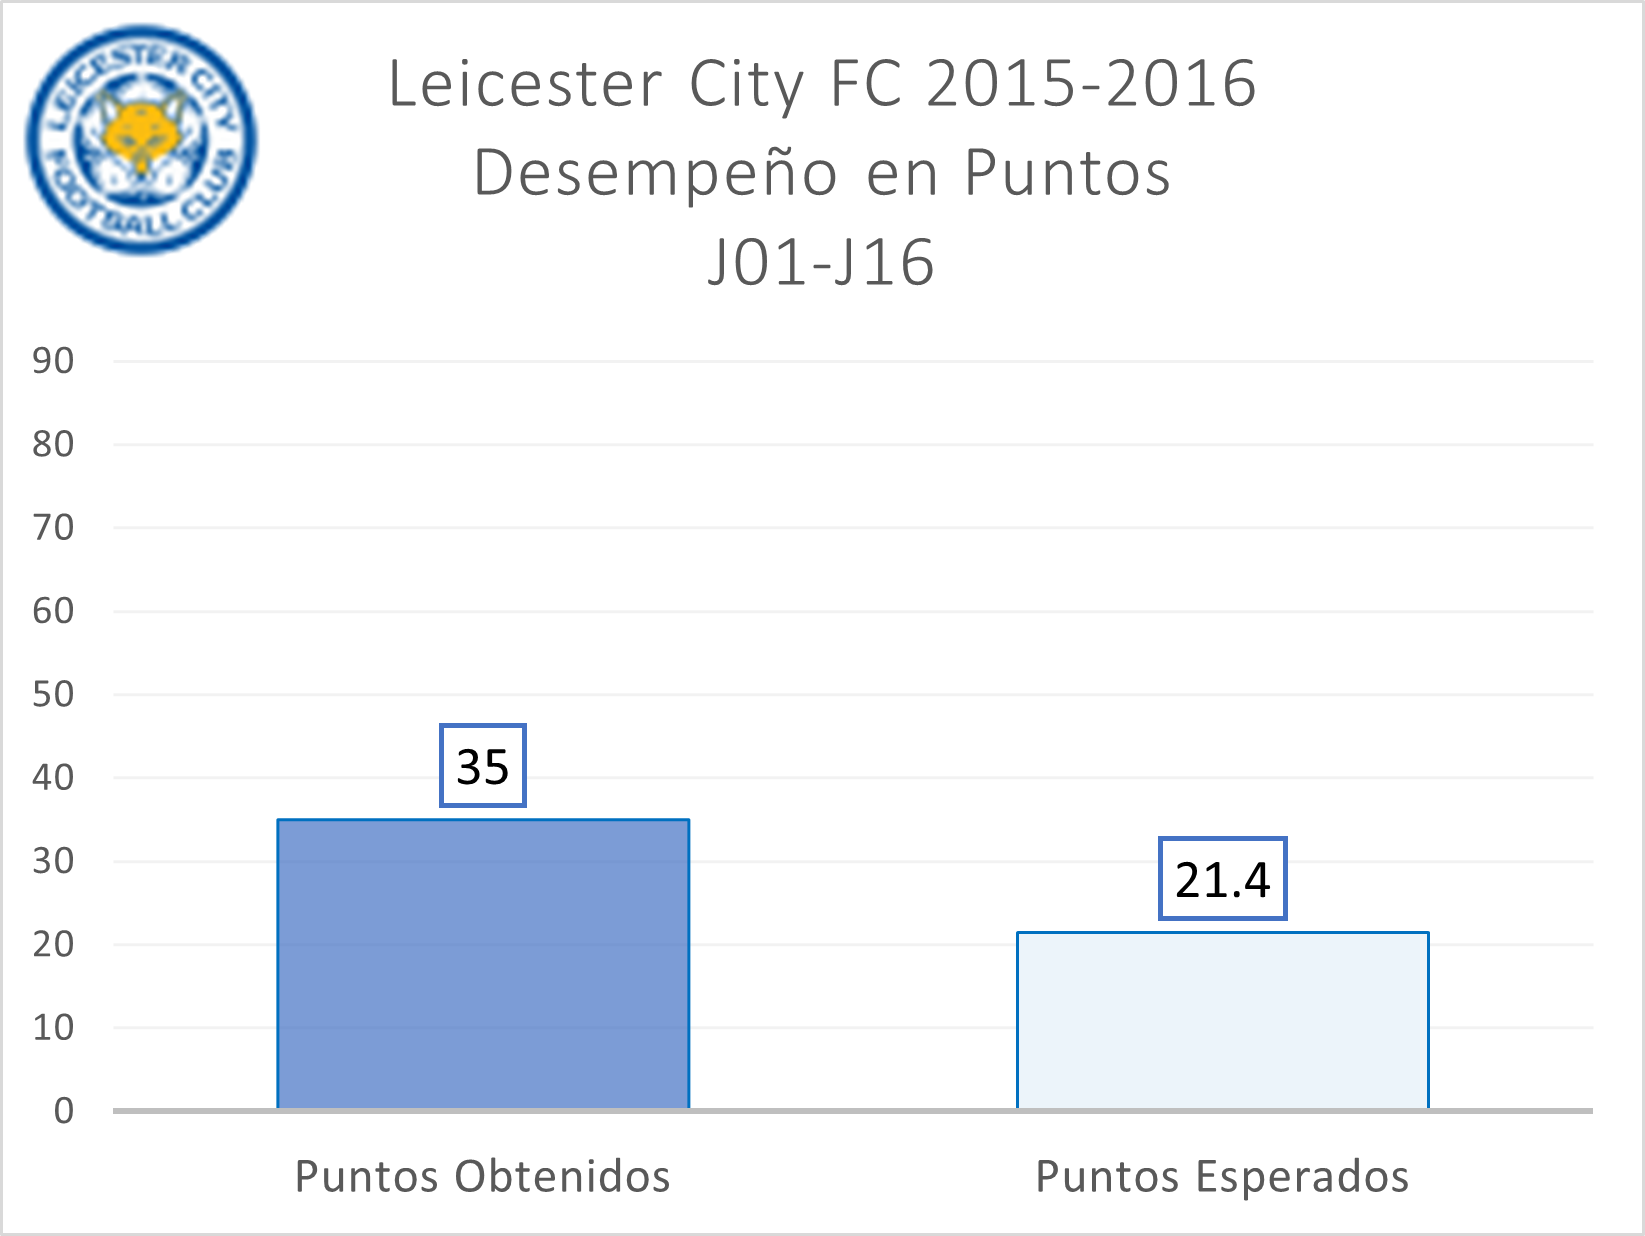 LEICESTER CITY
FOOTBALL CLUB
Leicester City FC 2015-2016
Desempeño en Puntos
J01-J16
90
80
70
60
50
40
30
20
10
0
35
21.4
Puntos Obtenidos
Puntos Esperados